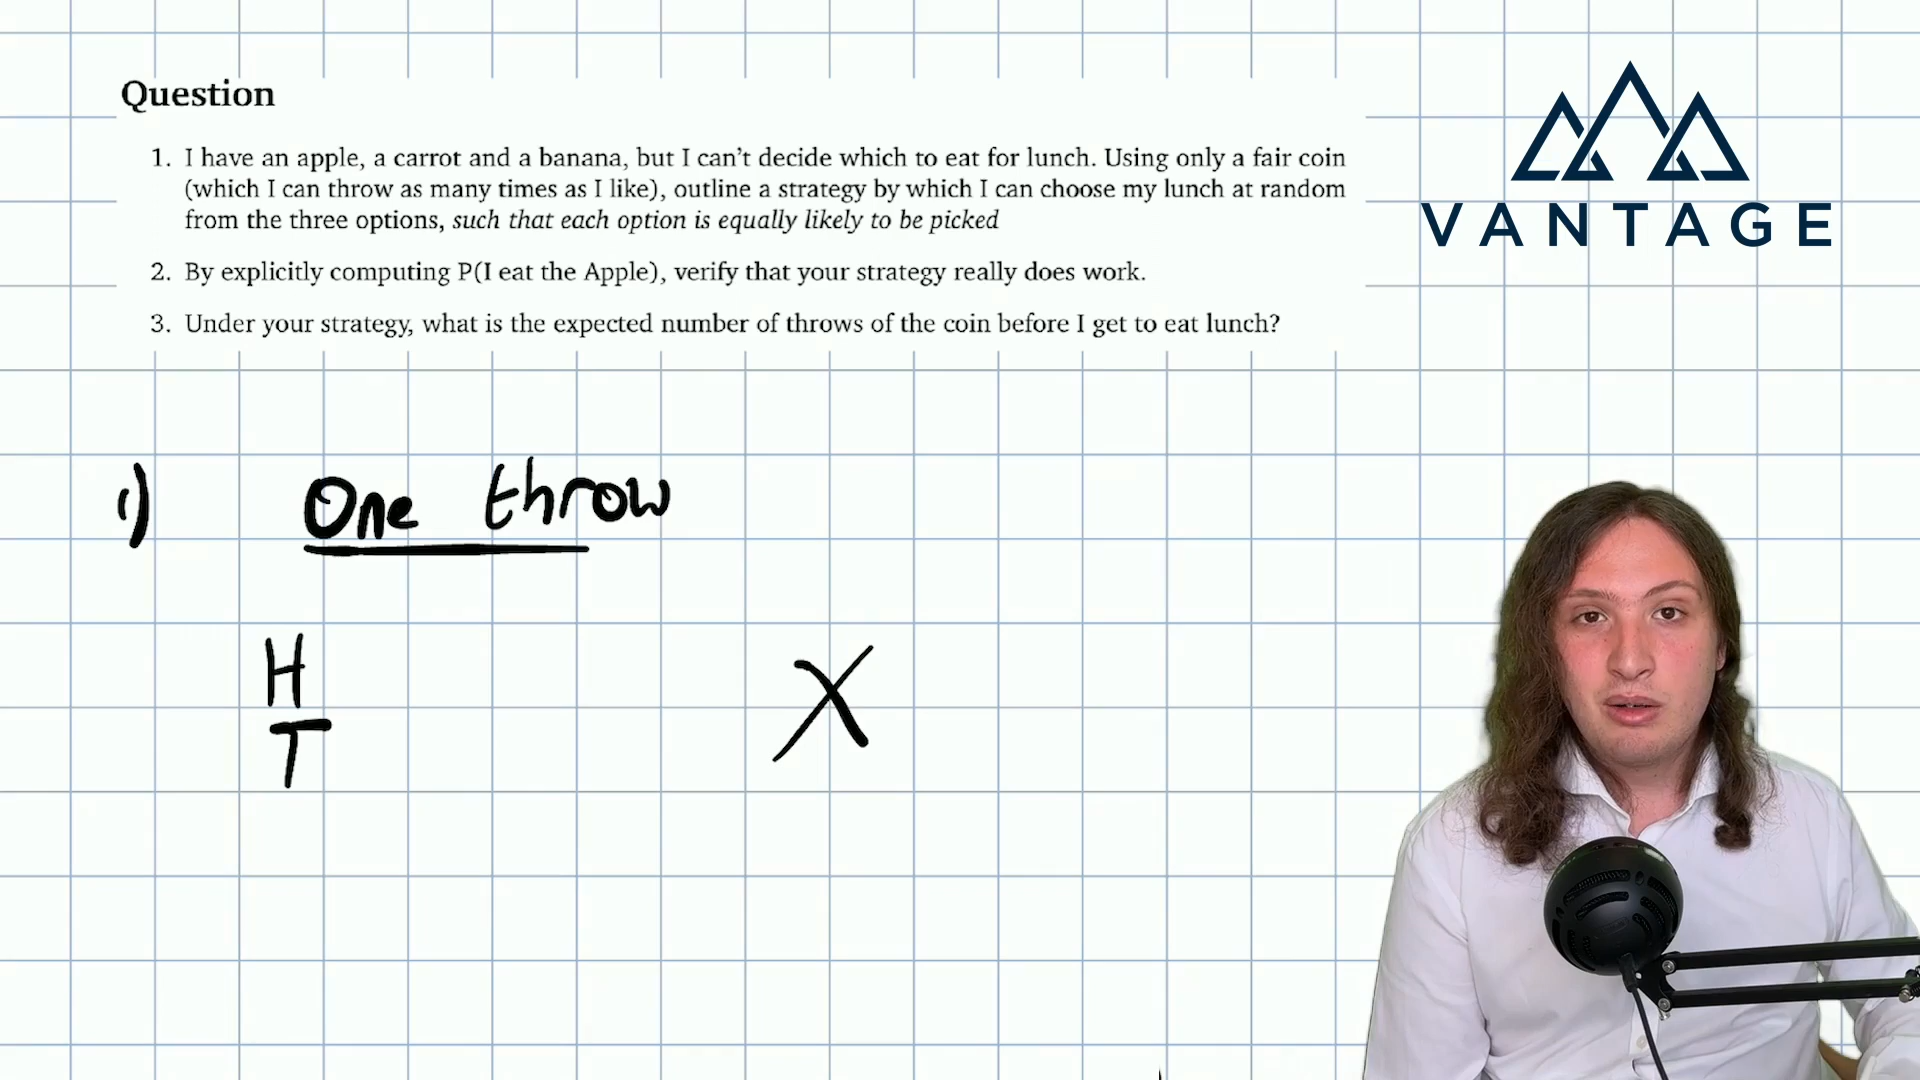 Question
1. I have an apple, a carrot and a banana, but I can't decide which to eat for lunch. Using only a fair coin
(which I can throw as many times as I like), outline a strategy by which I can choose my lunch at random
from the three options, such that each option is equally likely to be picked
2. By explicitly computing P(I eat the Apple), verify that your strategy really does work.
3. Under your strategy, what is the expected number of throws of the coin before I get to eat lunch?
VANTAGE
1) One throw
H
T
X